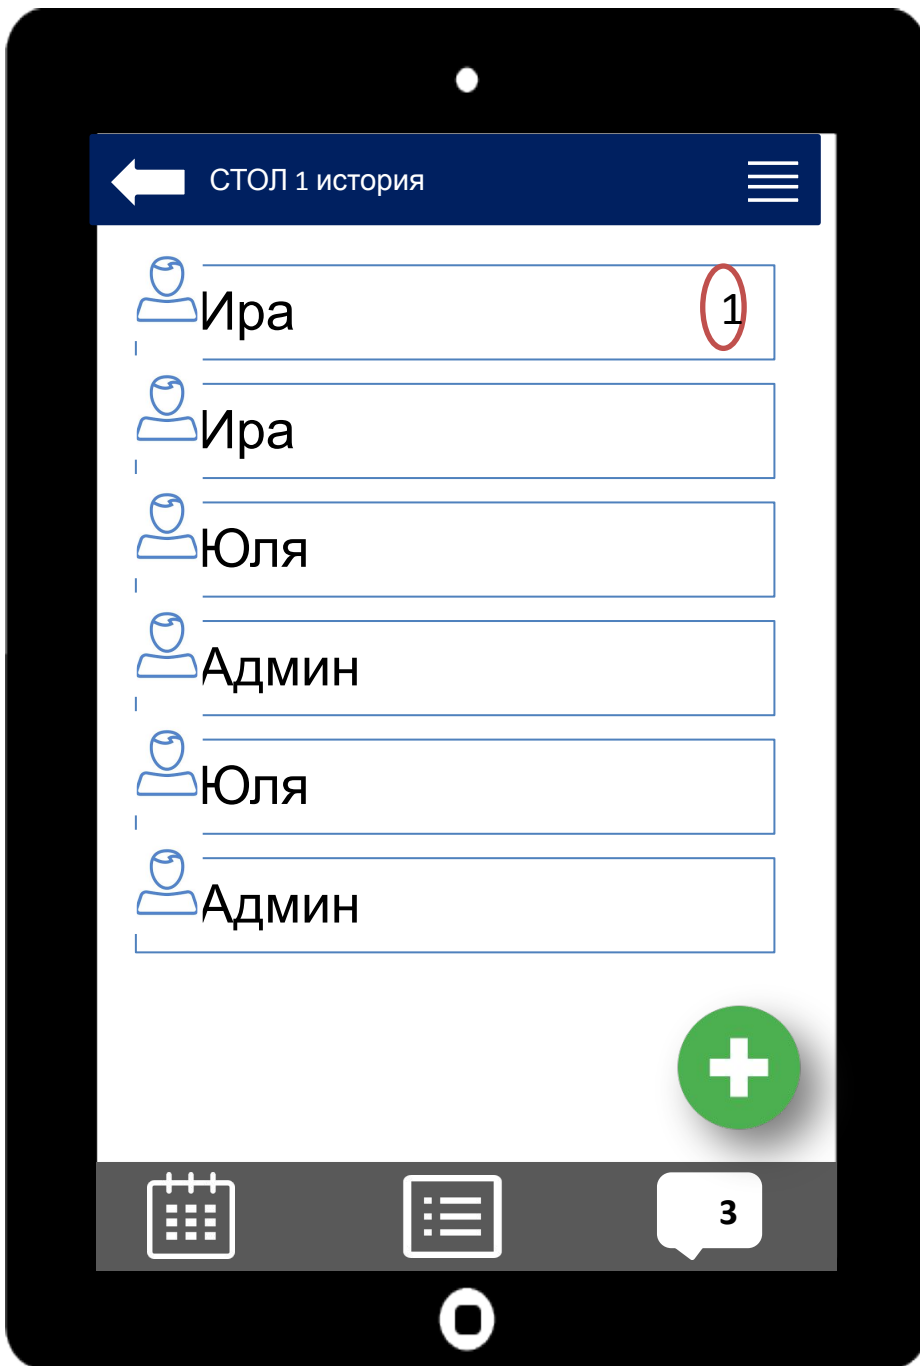 СТОЛ 1 история
Ира 1
Ира
Юля
Админ
Юля
Админ
3